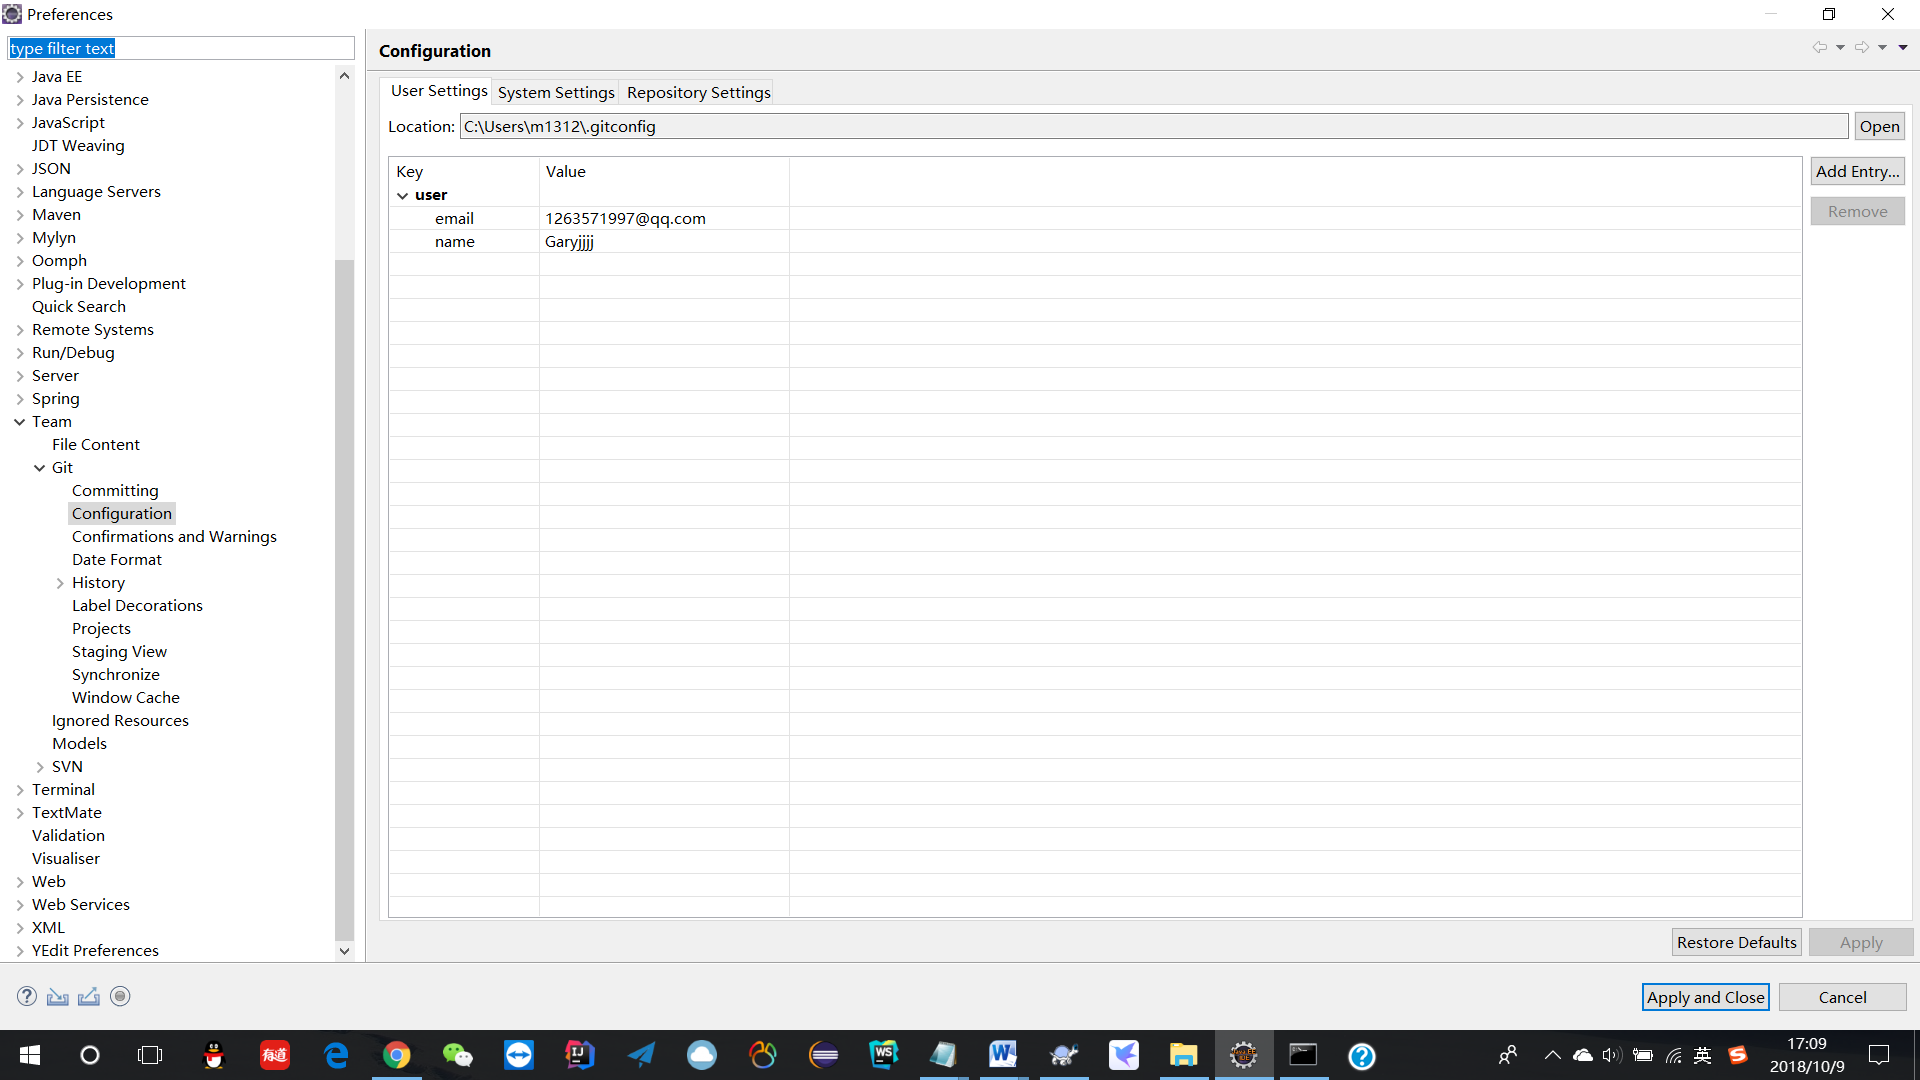 Preferences
type filter text
Java EE
Java Persistence
JavaScript
JDT Weaving
JSON
Language Servers
Maven
Mylyn
Oomph
Plug-in Development
Quick Search
Remote Systems
Run/Debug
Server
Spring
Team
File Content
Git
Committing
Configuration
Confirmations and Warnings
Date Format
History
Label Decorations
Projects
Staging View
Synchronize
Window Cache
Ignored Resources
Models
SVN
Terminal
TextMate
Validation
Visualiser
Web
Web Services
XML
YEdit Preferences
Configuration
User Settings System Settings Repository Settings
Location: C:\Users\m1312\.gitconfig Open
Key Value
user
email 1263571997@qq.com
name Garyjjjj
Add Entry...
Remove
Restore Defaults Apply
Apply and Close Cancel
有道
IJ
WS
W
英
S
17:09
2018/10/9